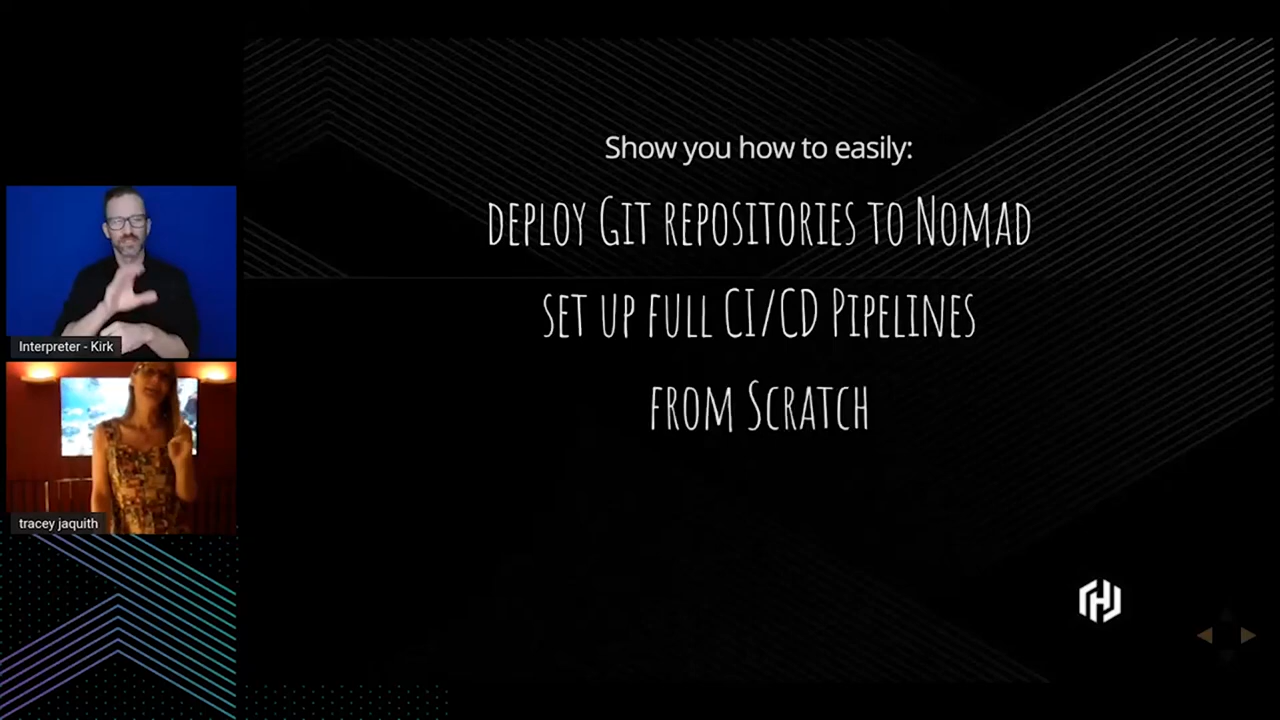 Show you how to easily:
deploy Git repositories to Nomad
set up full CI/CD Pipelines
from Scratch
Interpreter - Kirk
tracey jaquith